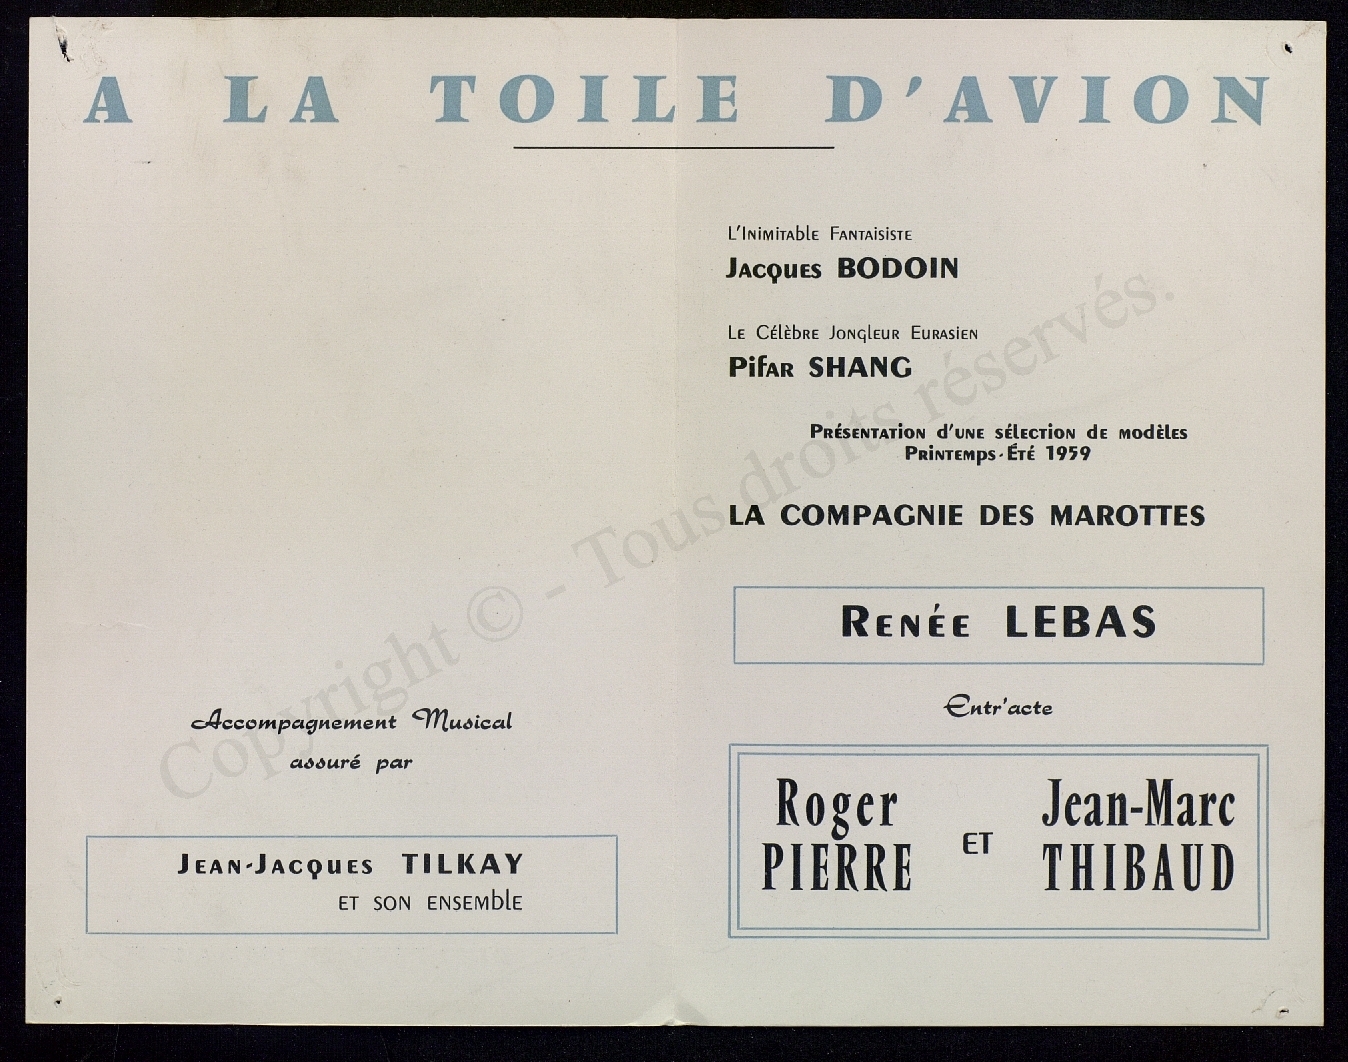 A LA TOILE D'AVION
L'Inimitable Fantaisiste
Jacques BODOIN
Le Célèbre Jongleur Eurasien
Pifar SHANG
Présentation d'une sélection de modèles
Printemps-Été 1959
LA COMPAGNIE DES MAROTTES
Renée LEBAS
Entr'acte
Roger PIERRE ET Jean-Marc THIBAUD
Accompagnement Musical
assuré par
Jean-Jacques TILKAY
et son ensemble
Copyright © - Tous droits réservés.